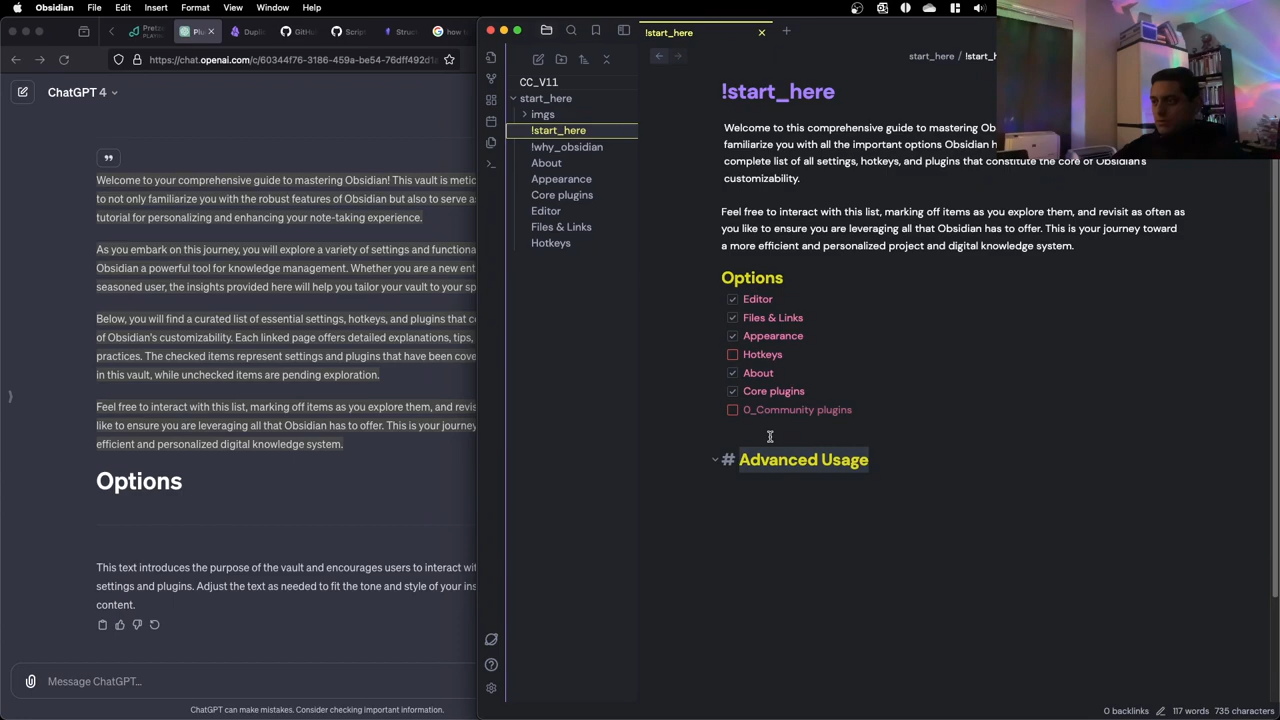 Obsidian File Edit Insert Format View Window Help
Pretzel
PLAYING
Plu
Duplic
GitHub
Script
Struct
how to
https://chat.openai.com/c/60344f76-3186-459a-be54-76dff492d1
ChatGPT 4
Welcome to your comprehensive guide to mastering Obsidian! This vault is metic
to not only familiarize you with the robust features of Obsidian but also to serve as
tutorial for personalizing and enhancing your note-taking experience.
As you embark on this journey, you will explore a variety of settings and functiona
Obsidian a powerful tool for knowledge management. Whether you are a new ent
seasoned user, the insights provided here will help you tailor your vault to your sp
Below, you will find a curated list of essential settings, hotkeys, and plugins that c
of Obsidian's customizability. Each linked page offers detailed explanations, tips,
practices. The checked items represent settings and plugins that have been cove
in this vault, while unchecked items are pending exploration.
Feel free to interact with this list, marking off items as you explore them, and revis
like to ensure you are leveraging all that Obsidian has to offer. This is your journey
efficient and personalized digital knowledge system.
Options
This text introduces the purpose of the vault and encourages users to interact wit
settings and plugins. Adjust the text as needed to fit the tone and style of your ins
content.
Message ChatGPT...
ChatGPT can make mistakes. Consider checking important information.
CC_V11
start_here
imgs
!start_here
!why_obsidian
About
Appearance
Core plugins
Editor
Files & Links
Hotkeys
!start_here
start_here / !start_h
!start_here
Welcome to this comprehensive guide to mastering Ob
familiarize you with all the important options Obsidian h
complete list of all settings, hotkeys, and plugins that constitute the core of Obsidian's
customizability.
Feel free to interact with this list, marking off items as you explore them, and revisit as often as
you like to ensure you are leveraging all that Obsidian has to offer. This is your journey toward
a more efficient and personalized project and digital knowledge system.
Options
Editor
Files & Links
Appearance
Hotkeys
About
Core plugins
0_Community plugins
# Advanced Usage
0 backlinks 117 words 735 characters